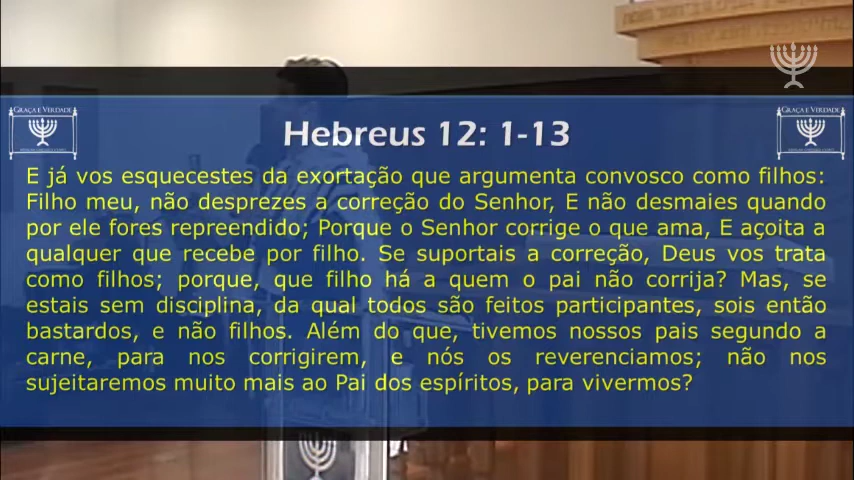 GRAÇA E VERDADE
GRAÇA E VERDADE
Hebreus 12: 1-13
E já vos esquecestes da exortação que argumenta convosco como filhos:
Filho meu, não desprezes a correção do Senhor, E não desmaies quando
por ele fores repreendido; Porque o Senhor corrige o que ama, E açoita a
qualquer que recebe por filho. Se suportais a correção, Deus vos trata
como filhos; porque, que filho há a quem o pai não corrija? Mas, se
estais sem disciplina, da qual todos são feitos participantes, sois então
bastardos, e não filhos. Além do que, tivemos nossos pais segundo a
carne, para nos corrigirem, e nós os reverenciamos; não nos
sujeitaremos muito mais ao Pai dos espíritos, para vivermos?